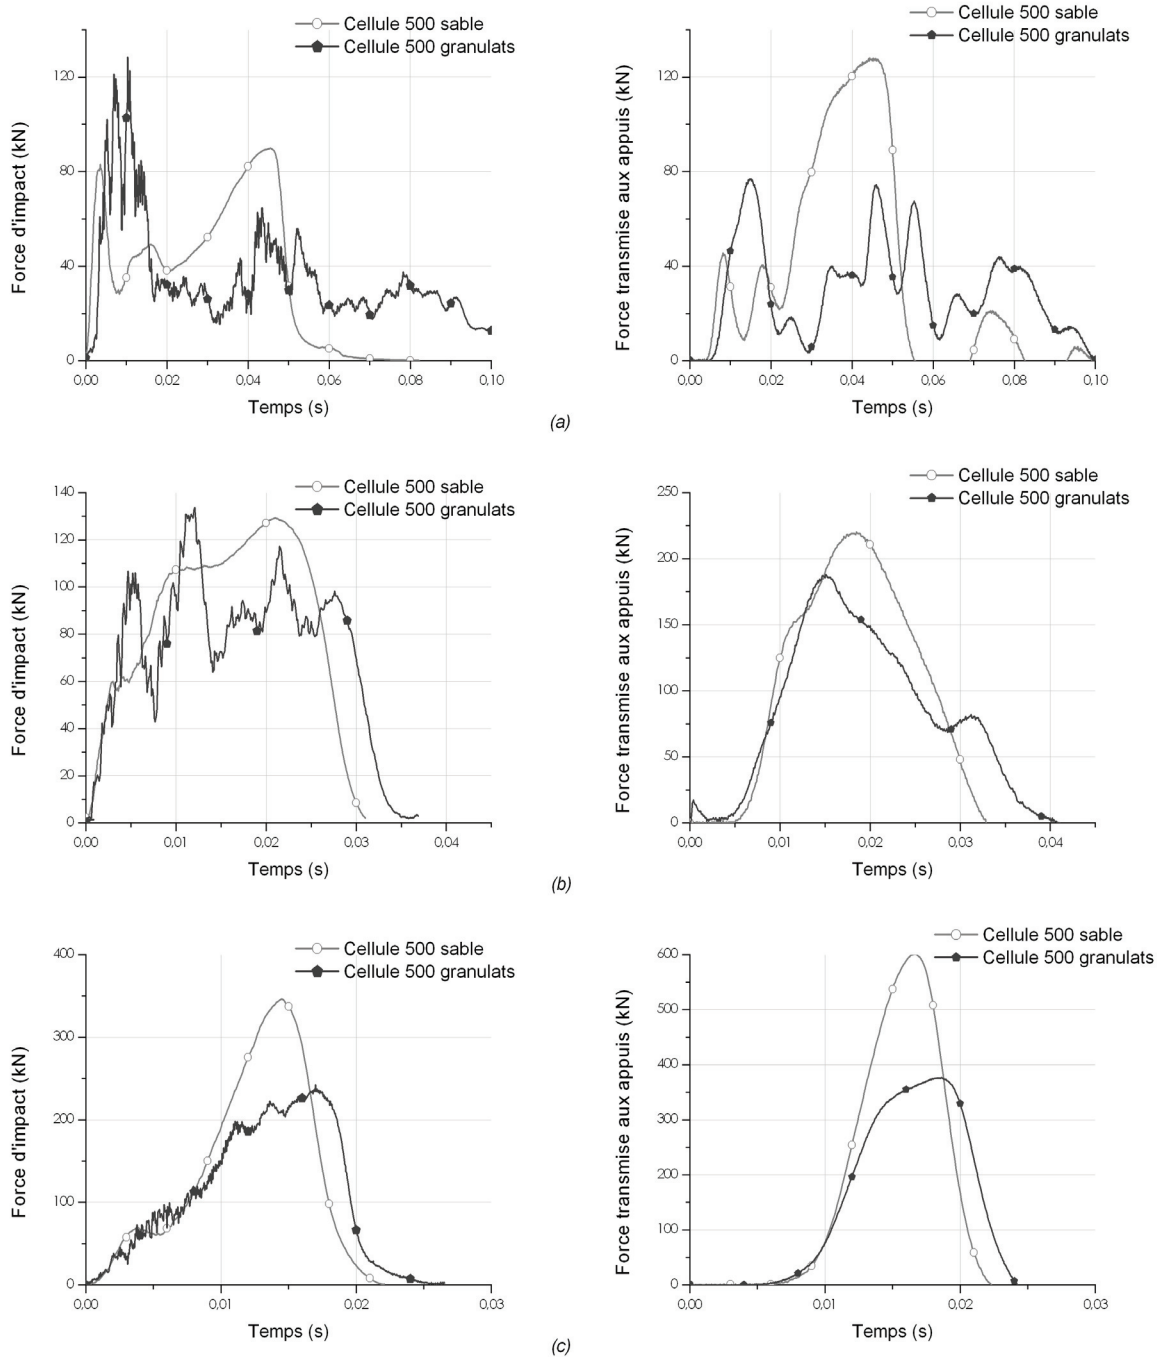 Cellule 500 sable
Cellule 500 granulats
Force d'impact (kN)
120
80
40
0
0,00 0,02 0,04 0,06 0,08 0,10
Temps (s)
Cellule 500 sable
Cellule 500 granulats
Force transmise aux appuis (kN)
120
80
40
0
0,00 0,02 0,04 0,06 0,08 0,10
Temps (s)
(a)
Cellule 500 sable
Cellule 500 granulats
Force d'impact (kN)
140
120
100
80
60
40
20
0
0,00 0,01 0,02 0,03 0,04
Temps (s)
Cellule 500 sable
Cellule 500 granulats
Force transmise aux appuis (kN)
250
200
150
100
50
0
0,00 0,01 0,02 0,03 0,04
Temps (s)
(b)
Cellule 500 sable
Cellule 500 granulats
Force d'impact (kN)
400
300
200
100
0
0,00 0,01 0,02 0,03
Temps (s)
Cellule 500 sable
Cellule 500 granulats
Force transmise aux appuis (kN)
600
500
400
300
200
100
0
0,00 0,01 0,02 0,03
Temps (s)
(c)